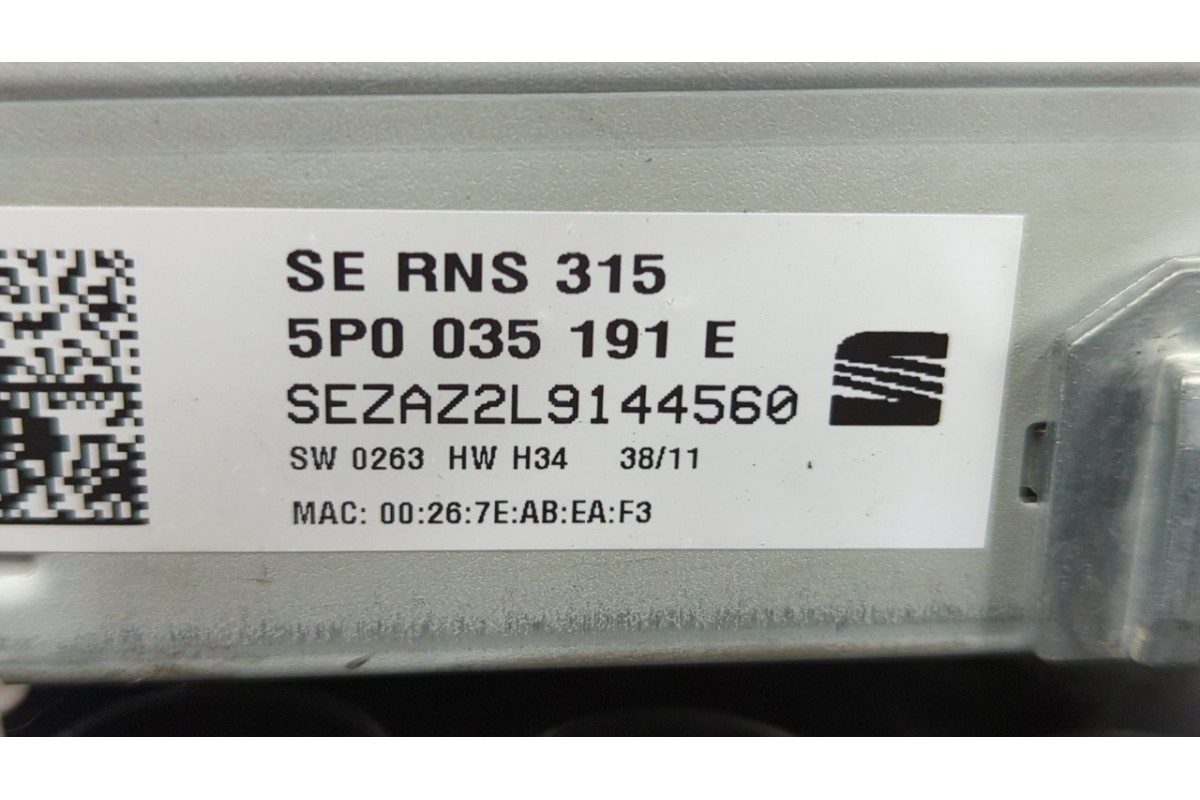 SE RNS 315
5P0 035 191 E
SEZAZ2L9144560
SW 0263 HW H34 38/11
MAC: 00:26:7E:AB:EA:F3